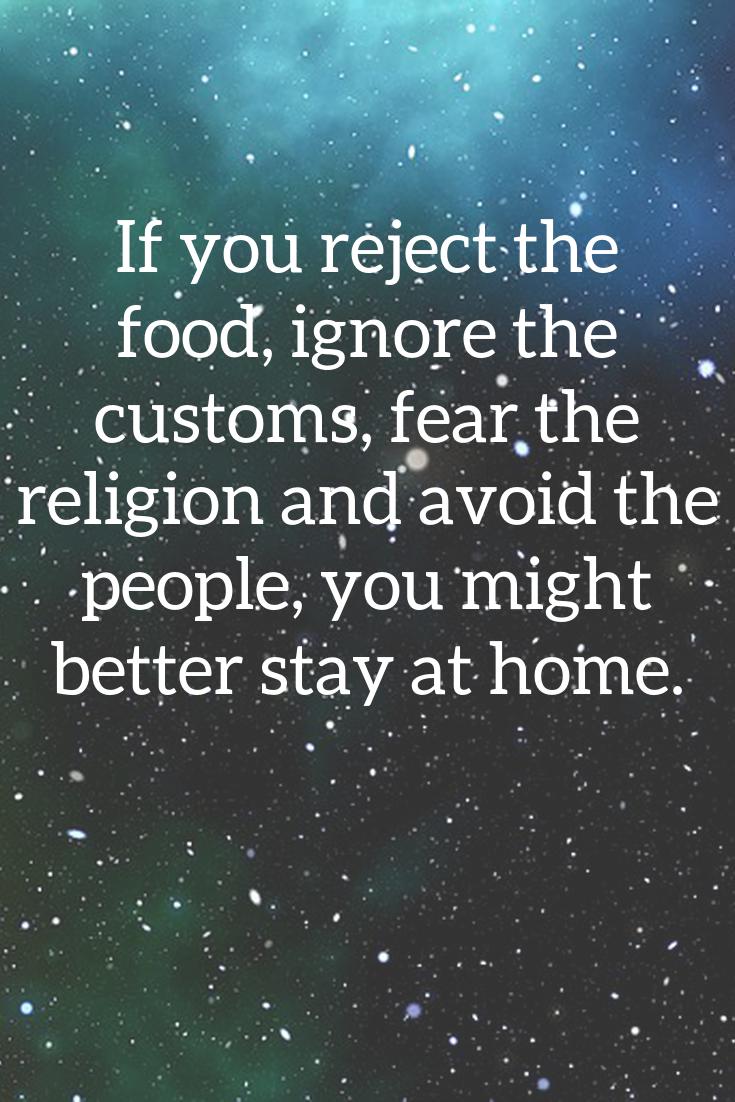 If you reject the
food, ignore the
customs, fear the
religion and avoid the
people, you might
better stay at home.